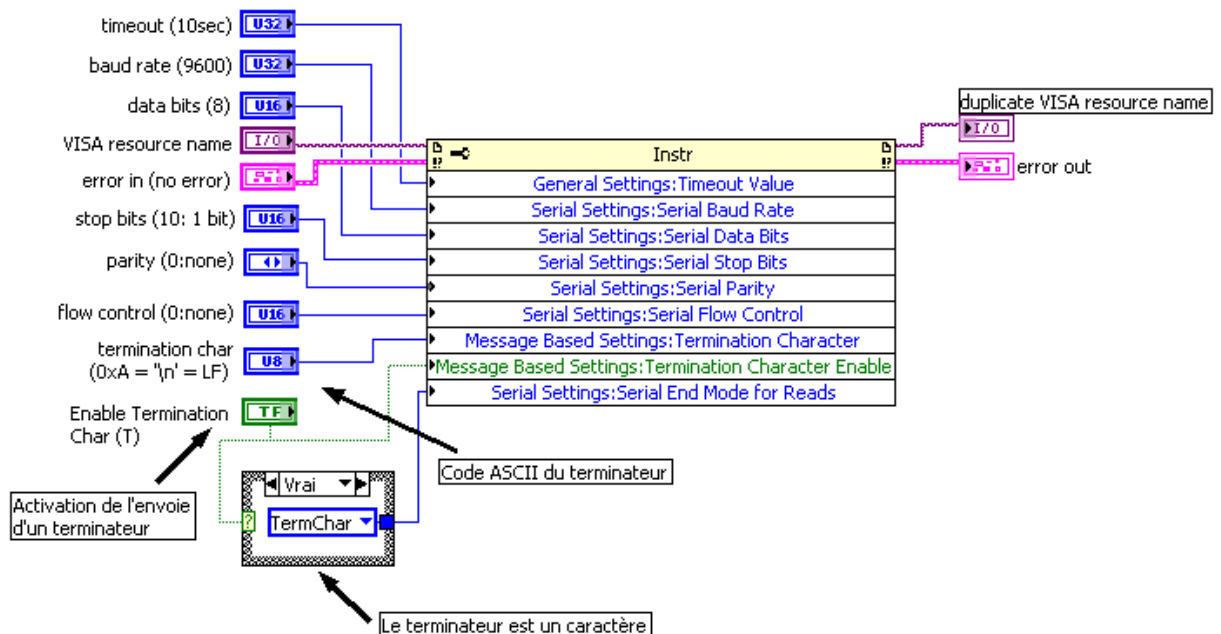 timeout (10sec)
U32
baud rate (9600)
U32
data bits (8)
U16
VISA resource name
I/O
error in (no error)
stop bits (10: 1 bit)
U16
parity (0:none)
flow control (0:none)
U16
termination char
(0xA = '\n' = LF)
U8
Enable Termination
Char (T)
TF
Instr
General Settings:Timeout Value
Serial Settings:Serial Baud Rate
Serial Settings:Serial Data Bits
Serial Settings:Serial Stop Bits
Serial Settings:Serial Parity
Serial Settings:Serial Flow Control
Message Based Settings:Termination Character
Message Based Settings:Termination Character Enable
Serial Settings:Serial End Mode for Reads
duplicate VISA resource name
I/O
error out
Code ASCII du terminateur
Activation de l'envoie
d'un terminateur
Vrai
?
TermChar
Le terminateur est un caractère